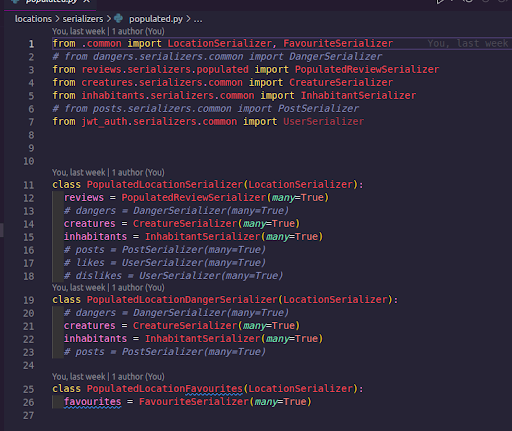 populated.py
locations > serializers > populated.py > ...
You, last week | 1 author (You)
1 from .common import LocationSerializer, FavouriteSerializer You, last week
2 # from dangers.serializers.common import DangerSerializer
3 from reviews.serializers.populated import PopulatedReviewSerializer
4 from creatures.serializers.common import CreatureSerializer
5 from inhabitants.serializers.common import InhabitantSerializer
6 # from posts.serializers.common import PostSerializer
7 from jwt_auth.serializers.common import UserSerializer
8
9
10
You, last week | 1 author (You)
11 class PopulatedLocationSerializer(LocationSerializer):
12 reviews = PopulatedReviewSerializer(many=True)
13 # dangers = DangerSerializer(many=True)
14 creatures = CreatureSerializer(many=True)
15 inhabitants = InhabitantSerializer(many=True)
16 # posts = PostSerializer(many=True)
17 # likes = UserSerializer(many=True)
18 # dislikes = UserSerializer(many=True)
You, last week | 1 author (You)
19 class PopulatedLocationDangerSerializer(LocationSerializer):
20 # dangers = DangerSerializer(many=True)
21 creatures = CreatureSerializer(many=True)
22 inhabitants = InhabitantSerializer(many=True)
23 # posts = PostSerializer(many=True)
24
You, last week | 1 author (You)
25 class PopulatedLocationFavourites(LocationSerializer):
26 favourites = FavouriteSerializer(many=True)
27